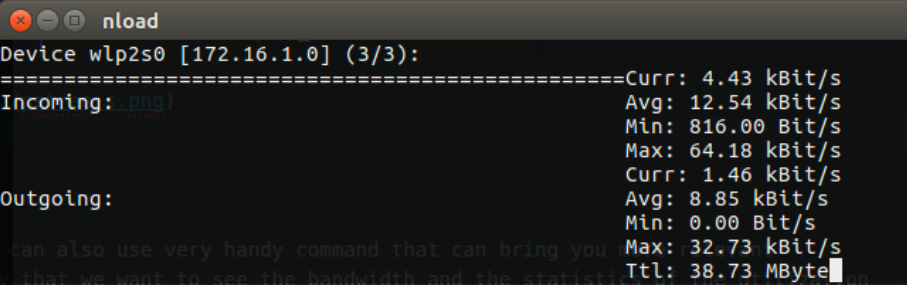 nload
Device wlp2s0 [172.16.1.0] (3/3):
=================================================Curr: 4.43 kBit/s
Incoming: s.png) Avg: 12.54 kBit/s
Min: 816.00 Bit/s
Max: 64.18 kBit/s
Curr: 1.46 kBit/s
Outgoing: Avg: 8.85 kBit/s
Min: 0.00 Bit/s
can also use very handy command that can bring you Max: 32.73 kBit/s
that we want to see the bandwidth and the statistics Ttl: 38.73 MByte on